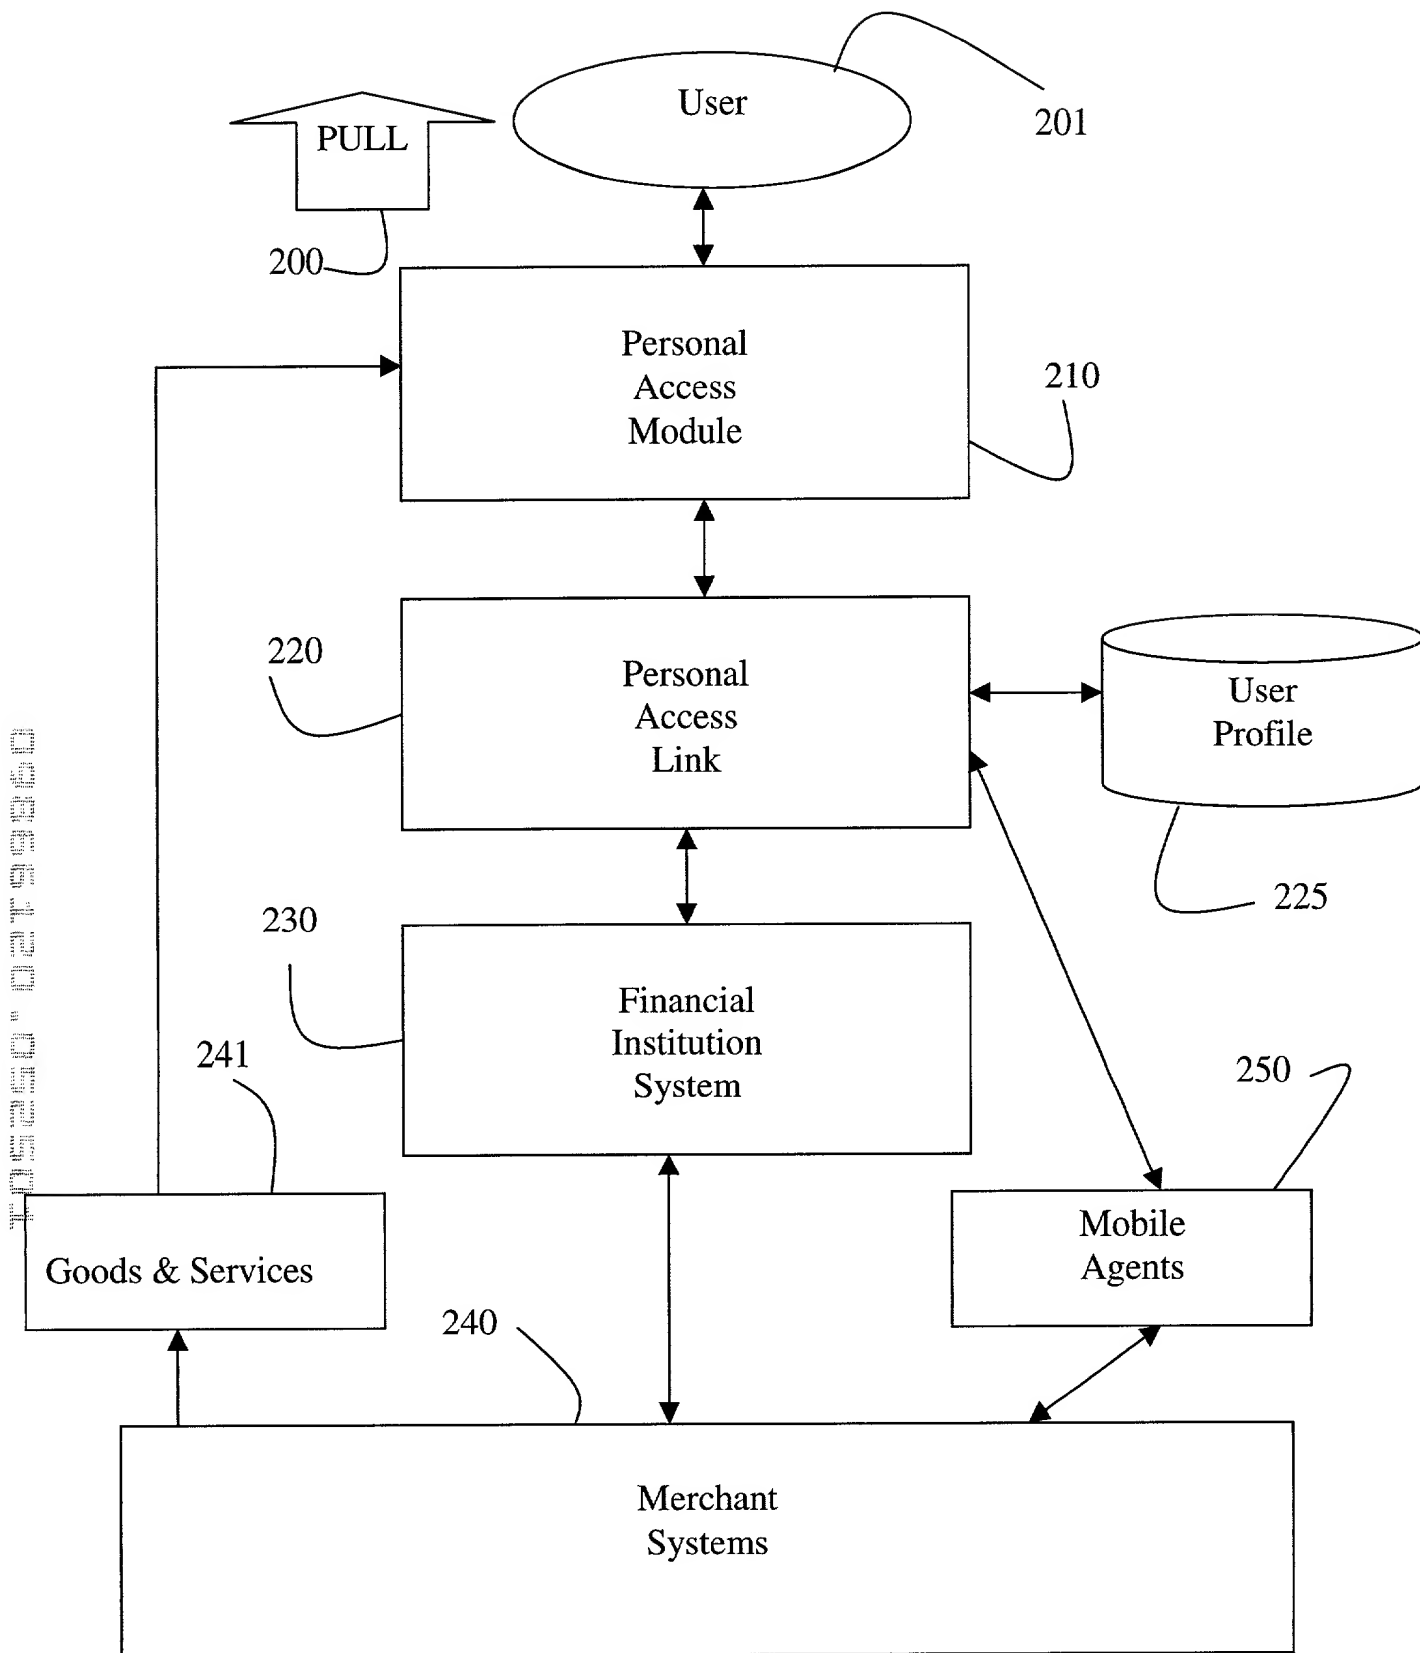 User
201
PULL
200
Personal
Access
Module
210
220
Personal
Access
Link
User
Profile
225
230
Financial
Institution
System
241
250
Goods & Services
Mobile
Agents
240
Merchant
Systems